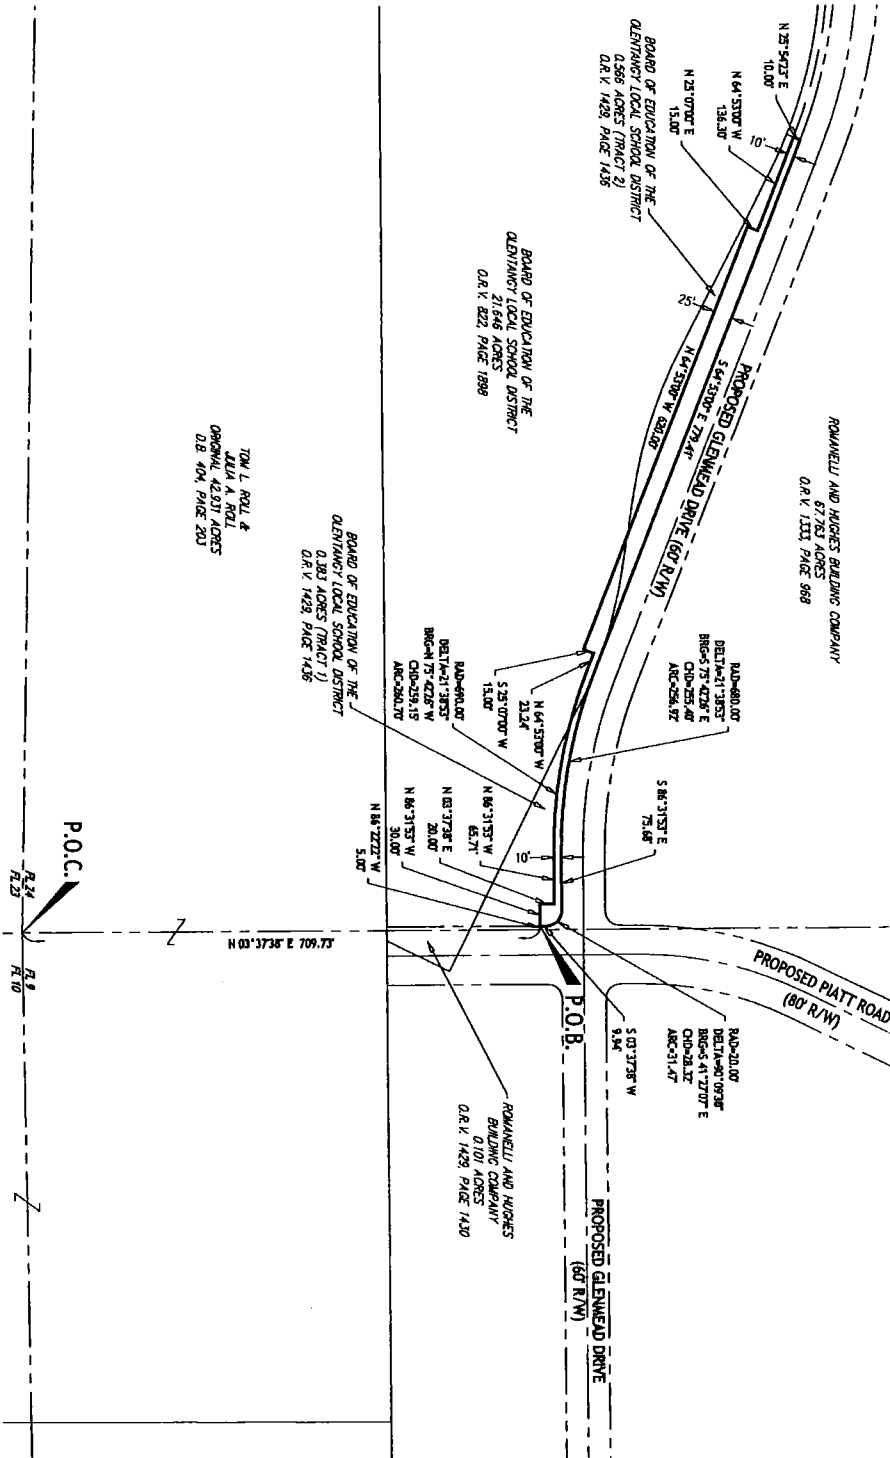 N 25°54'23" E
10.00'
N 64°53'00" W
136.30'
N 25°07'00" E
15.00'
10'
BOARD OF EDUCATION OF THE
OLENTANGY LOCAL SCHOOL DISTRICT
0.566 ACRES (TRACT 2)
O.R.V. 1429, PAGE 1436
25'
BOARD OF EDUCATION OF THE
OLENTANGY LOCAL SCHOOL DISTRICT
21.646 ACRES
O.R.V. 822, PAGE 1898
N 64°53'00" W 620.00'
S 64°53'00" E 779.41'
PROPOSED GLENMEAD DRIVE (60' R/W)
ROMANELLI AND HUGHES BUILDING COMPANY
67.763 ACRES
O.R.V. 1333, PAGE 968
TOM L. ROLL &
JULIA A. ROLL
ORIGINAL 42.931 ACRES
D.B. 404, PAGE 203
BOARD OF EDUCATION OF THE
OLENTANGY LOCAL SCHOOL DISTRICT
0.383 ACRES (TRACT 1)
O.R.V. 1429, PAGE 1436
RAD=690.00'
DELTA=21°38'53"
BRG=N 75°42'26" W
CHD=259.15'
ARC=260.70'
S 25°07'00" W
15.00'
N 64°53'00" W
23.24'
RAD=680.00'
DELTA=21°38'53"
BRG=S 75°42'26" E
CHD=255.40'
ARC=256.92'
S 86°31'53" E
75.68'
N 86°31'53" W
65.71'
N 03°37'38" E
20.00'
N 86°31'53" W
30.00'
N 86°22'22" W
5.00'
10'
P.O.C.
FL 24
FL 23
FL 9
FL 10
N 03°37'38" E 709.73'
P.O.B.
PROPOSED PIATT ROAD
(80' R/W)
S 03°37'38" W
9.94'
RAD=20.00'
DELTA=90°09'38"
BRG=S 41°27'07" E
CHD=28.32'
ARC=31.47'
ROMANELLI AND HUGHES
BUILDING COMPANY
0.101 ACRES
O.R.V. 1429, PAGE 1430
PROPOSED GLENMEAD DRIVE
(60' R/W)